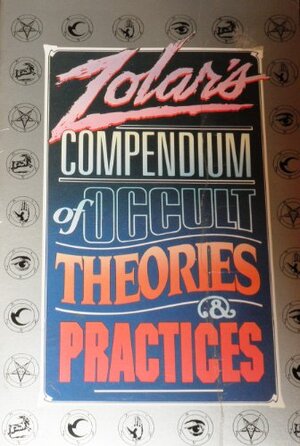 Zolar's
COMPENDIUM
of OCCULT
THEORIES
&
PRACTICES